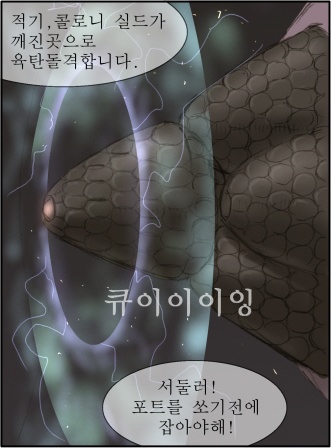 적기,콜로니 실드가
깨진곳으로
육탄돌격합니다.
큐이이이잉
서둘러!
포트를 쏘기전에
잡아야해!